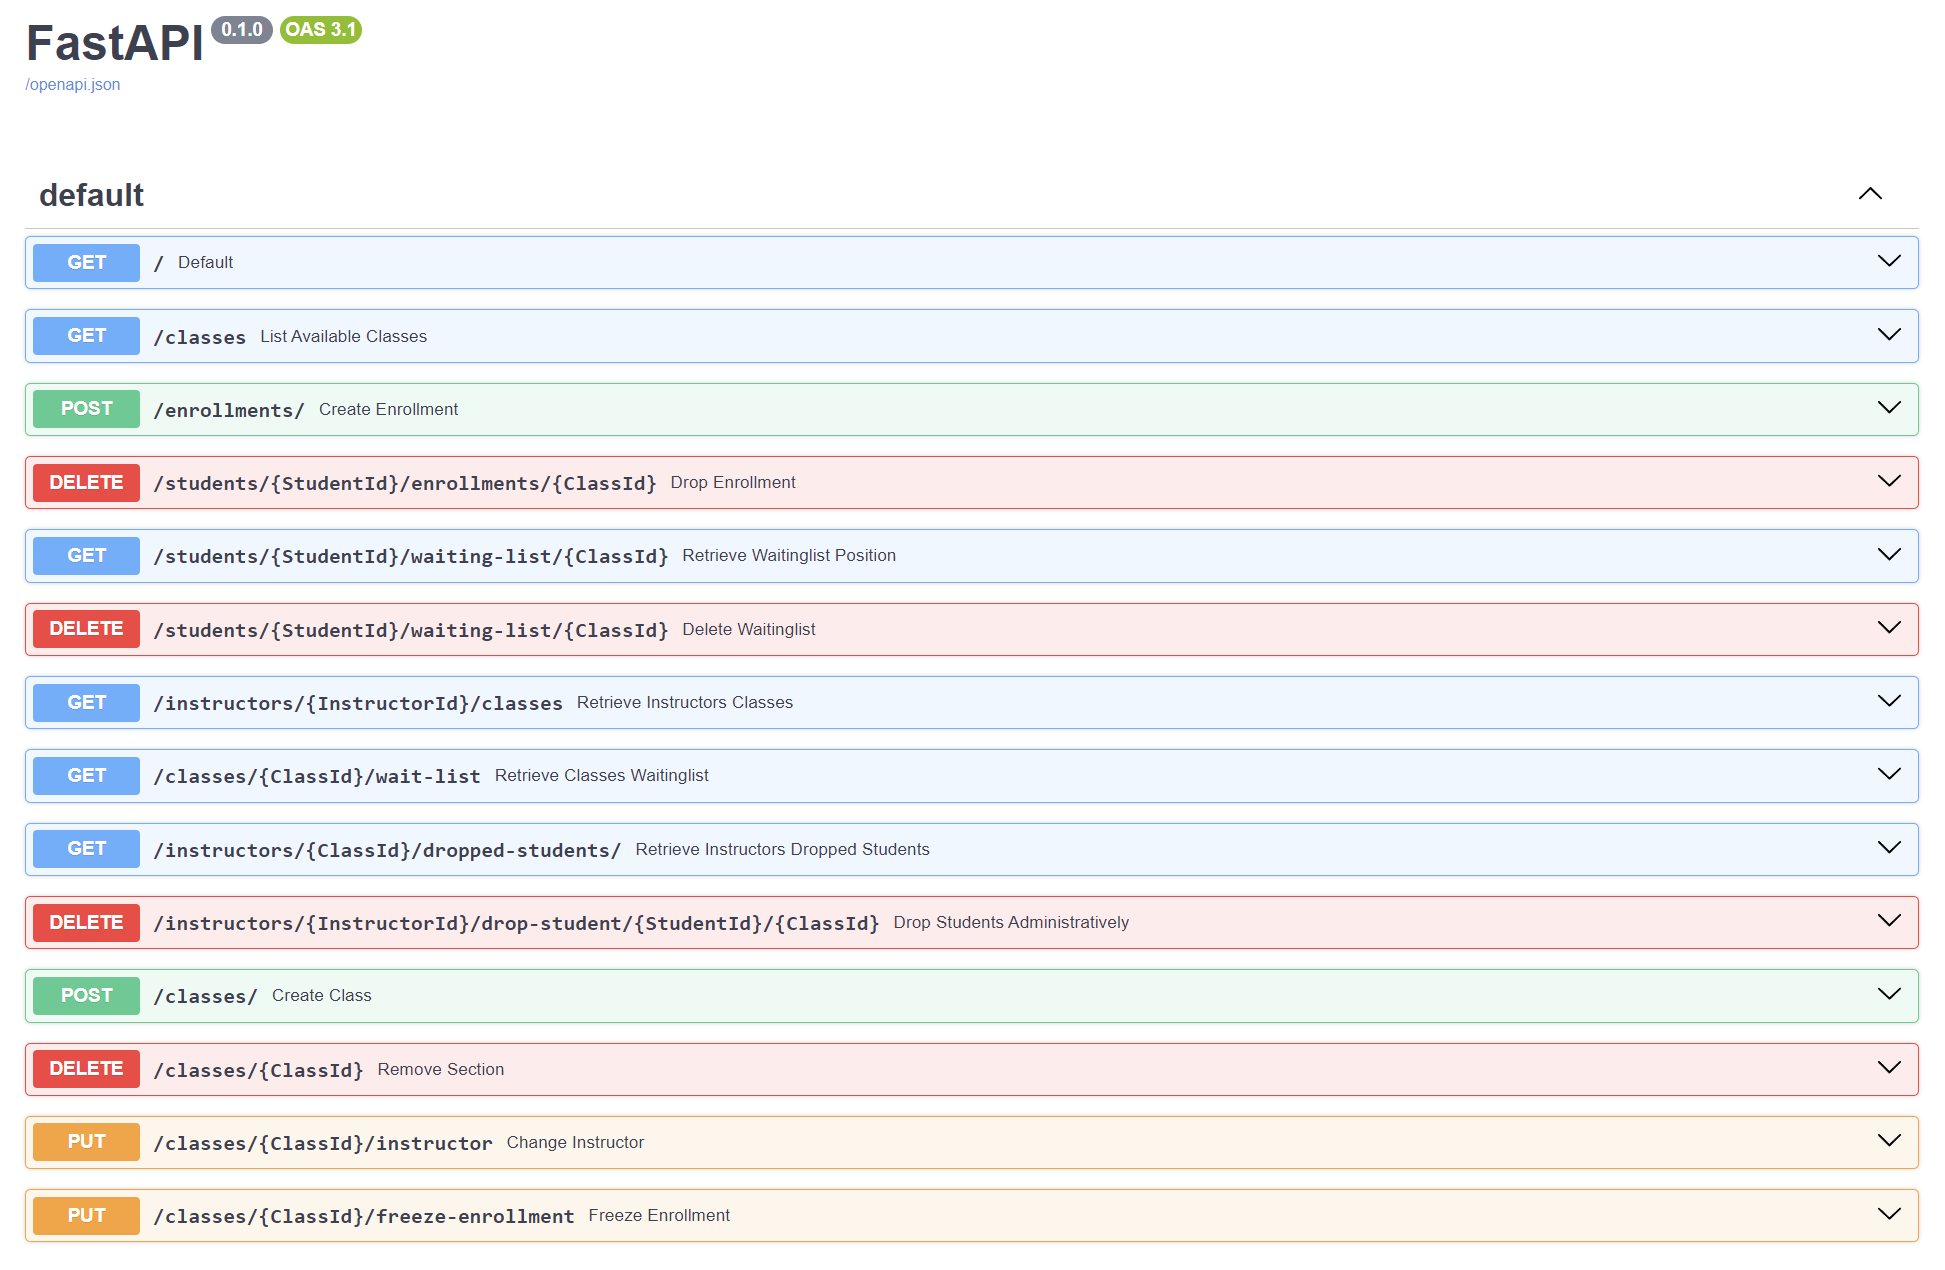 FastAPI 0.1.0 OAS 3.1
/openapi.json
default
GET / Default
GET /classes List Available Classes
POST /enrollments/ Create Enrollment
DELETE /students/{StudentId}/enrollments/{ClassId} Drop Enrollment
GET /students/{StudentId}/waiting-list/{ClassId} Retrieve Waitinglist Position
DELETE /students/{StudentId}/waiting-list/{ClassId} Delete Waitinglist
GET /instructors/{InstructorId}/classes Retrieve Instructors Classes
GET /classes/{ClassId}/wait-list Retrieve Classes Waitinglist
GET /instructors/{ClassId}/dropped-students/ Retrieve Instructors Dropped Students
DELETE /instructors/{InstructorId}/drop-student/{StudentId}/{ClassId} Drop Students Administratively
POST /classes/ Create Class
DELETE /classes/{ClassId} Remove Section
PUT /classes/{ClassId}/instructor Change Instructor
PUT /classes/{ClassId}/freeze-enrollment Freeze Enrollment